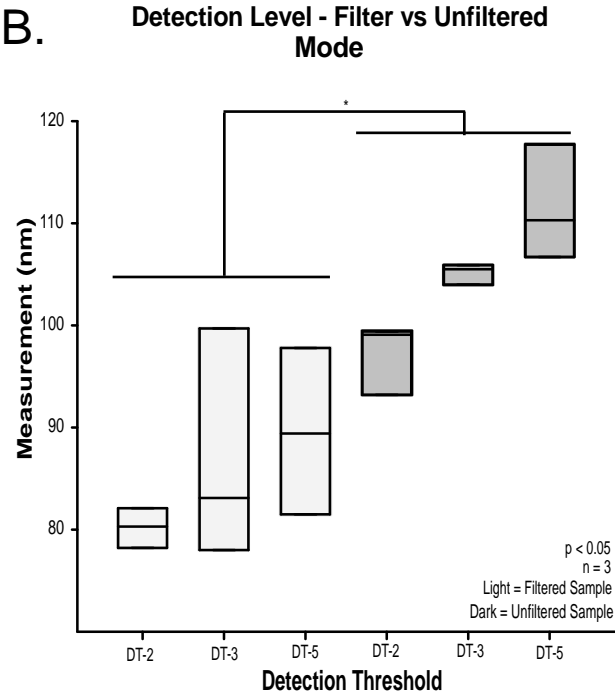 B.
Detection Level - Filter vs Unfiltered
Mode
*
120
110
100
90
80
Measurement (nm)
p < 0.05
n = 3
Light = Filtered Sample
Dark = Unfiltered Sample
DT-2 DT-3 DT-5 DT-2 DT-3 DT-5
Detection Threshold